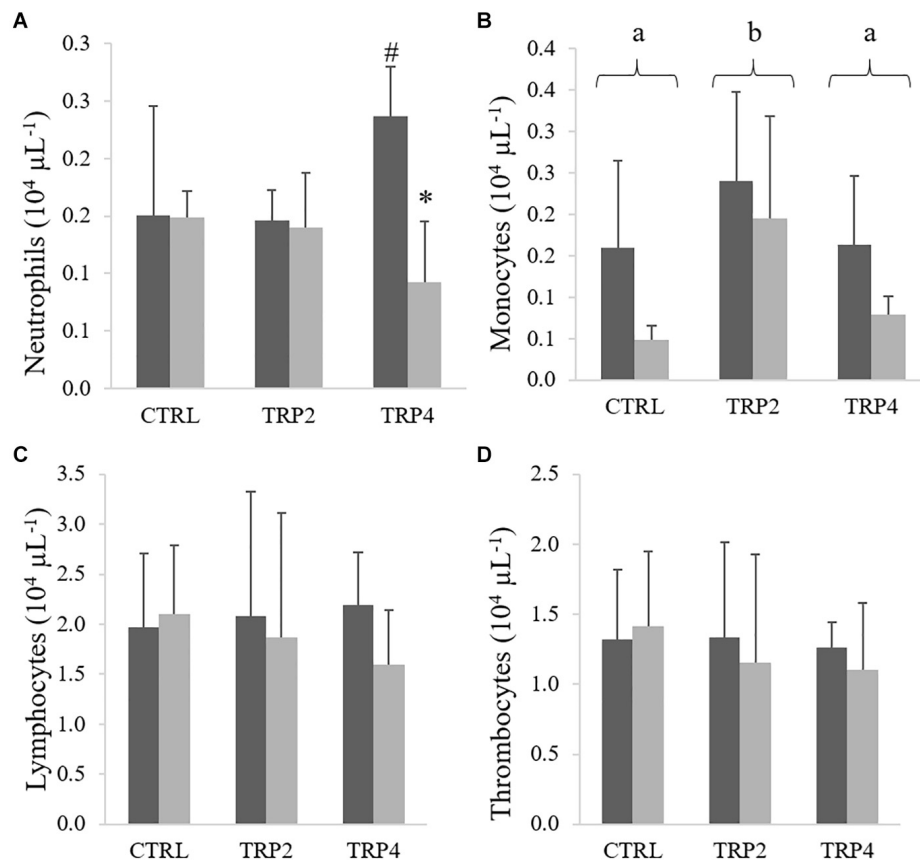 A
Neutrophils (10⁴ µL⁻¹)
0.3
0.3
0.2
0.2
0.1
0.1
0.0
#
*
CTRL TRP2 TRP4
B
Monocytes (10⁴ µL⁻¹)
0.4
0.4
0.3
0.3
0.2
0.2
0.1
0.1
0.0
a b a
CTRL TRP2 TRP4
C
Lymphocytes (10⁴ µL⁻¹)
3.5
3.0
2.5
2.0
1.5
1.0
0.5
0.0
CTRL TRP2 TRP4
D
Thrombocytes (10⁴ µL⁻¹)
2.5
2.0
1.5
1.0
0.5
0.0
CTRL TRP2 TRP4